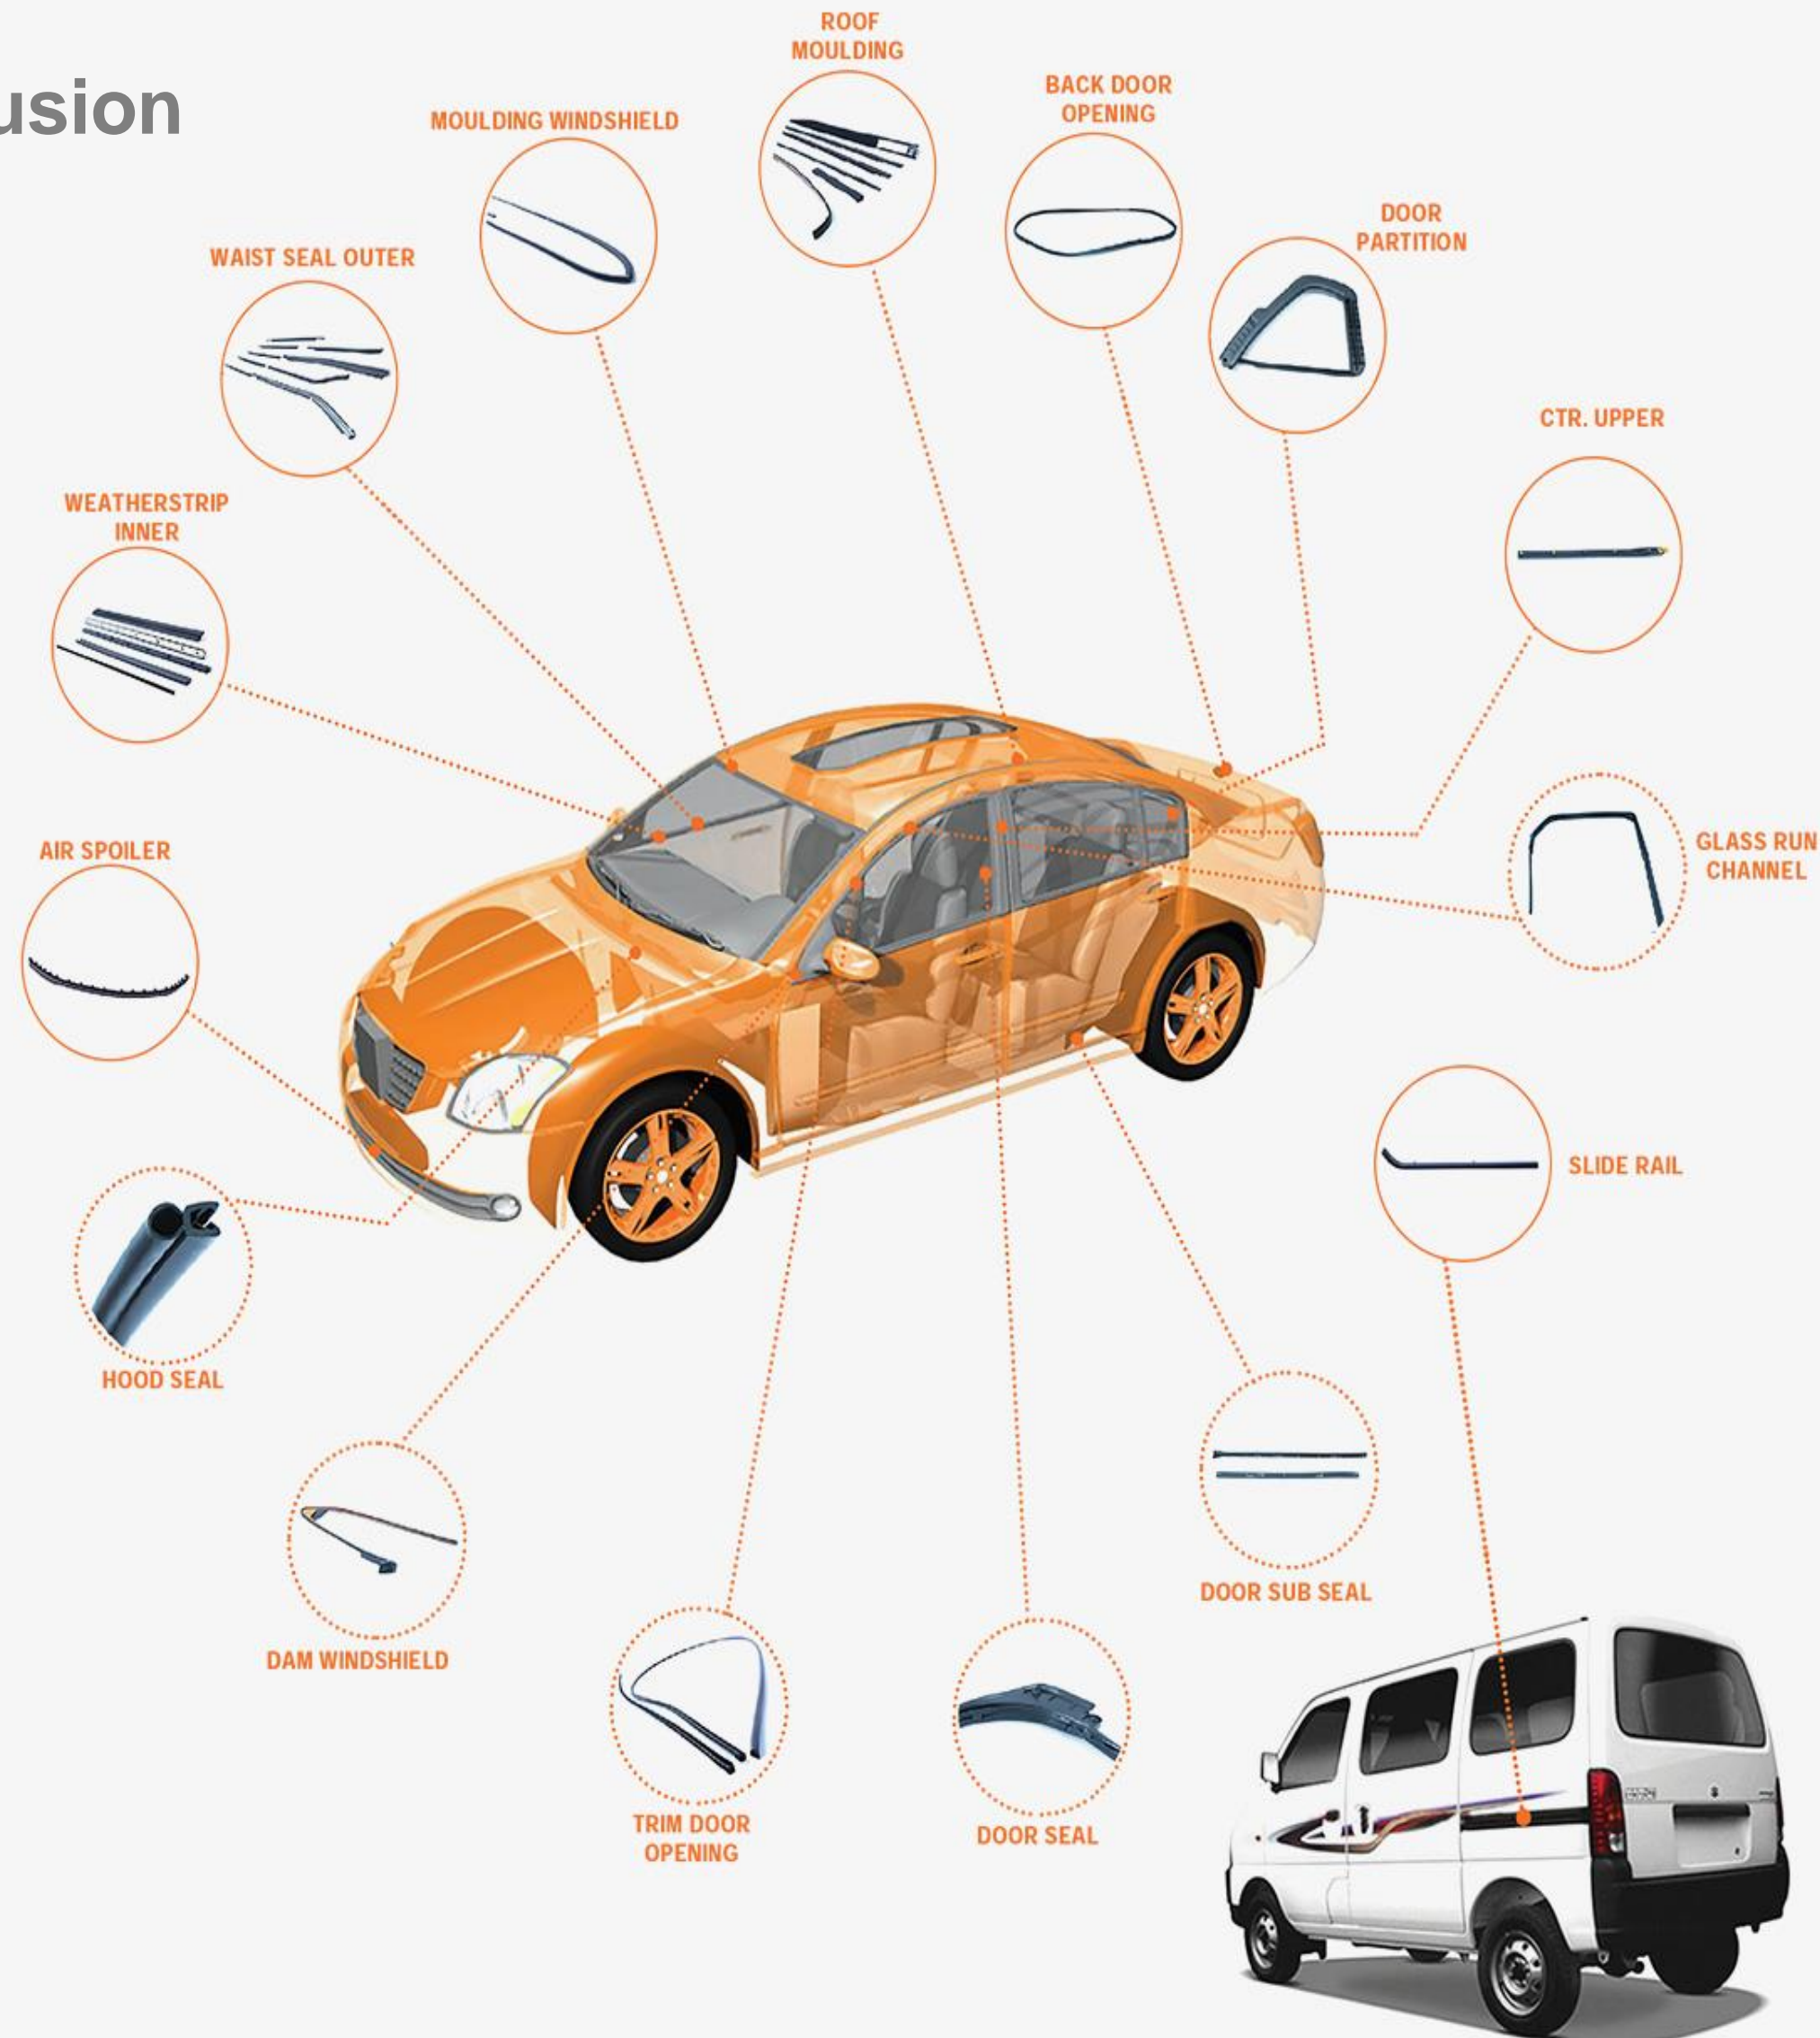 usion
ROOF
MOULDING
BACK DOOR
OPENING
MOULDING WINDSHIELD
DOOR
PARTITION
WAIST SEAL OUTER
CTR. UPPER
WEATHERSTRIP
INNER
GLASS RUN
CHANNEL
AIR SPOILER
SLIDE RAIL
HOOD SEAL
DOOR SUB SEAL
DAM WINDSHIELD
TRIM DOOR
OPENING
DOOR SEAL